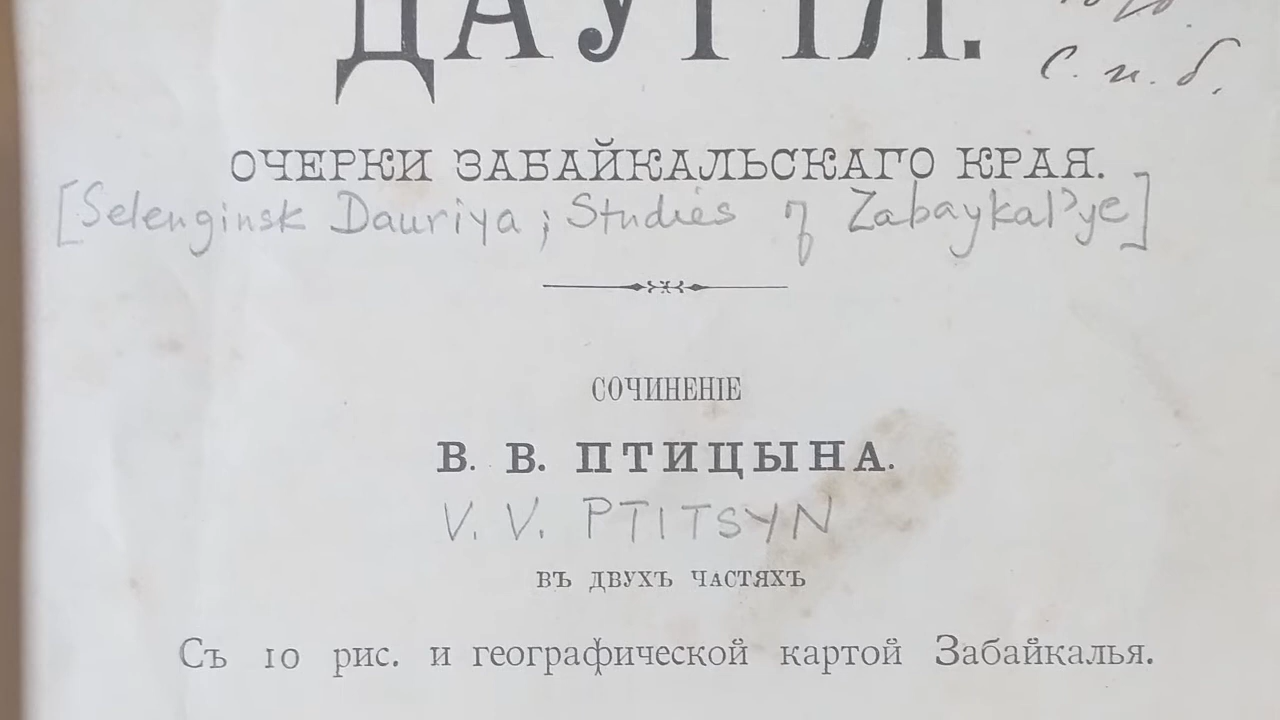 ДАУРІЯ.
С. п. б.
ОЧЕРКИ ЗАБАЙКАЛЬСКАГО КРАЯ.
[Selenginsk Dauriya; Studies of Zabaykal'ye]
СОЧИНЕНІЕ
В. В. ПТИЦЫНА.
V. V. PTITSYN
ВЪ ДВУХЪ ЧАСТЯХЪ
Съ 10 рис. и географической картой Забайкалья.